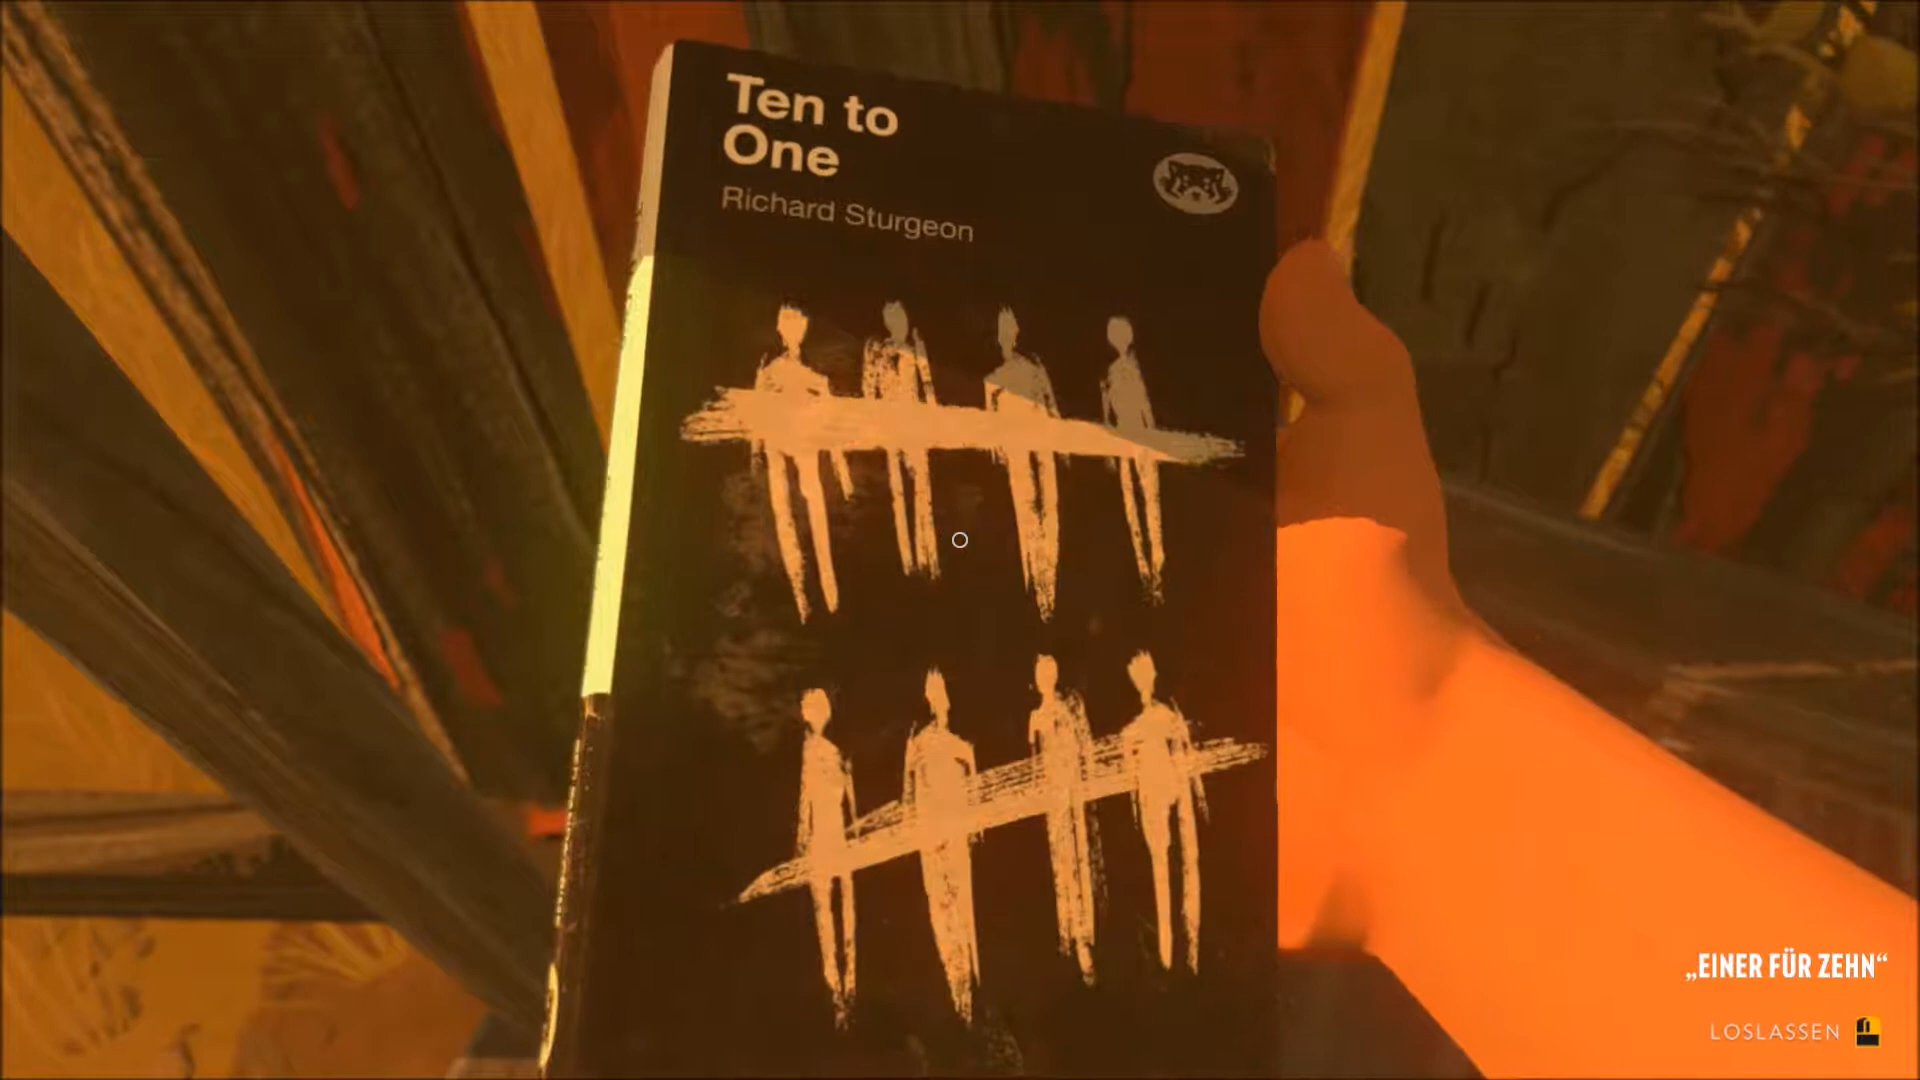 Ten to
One
Richard Sturgeon
„EINER FÜR ZEHN“
LOSLASSEN